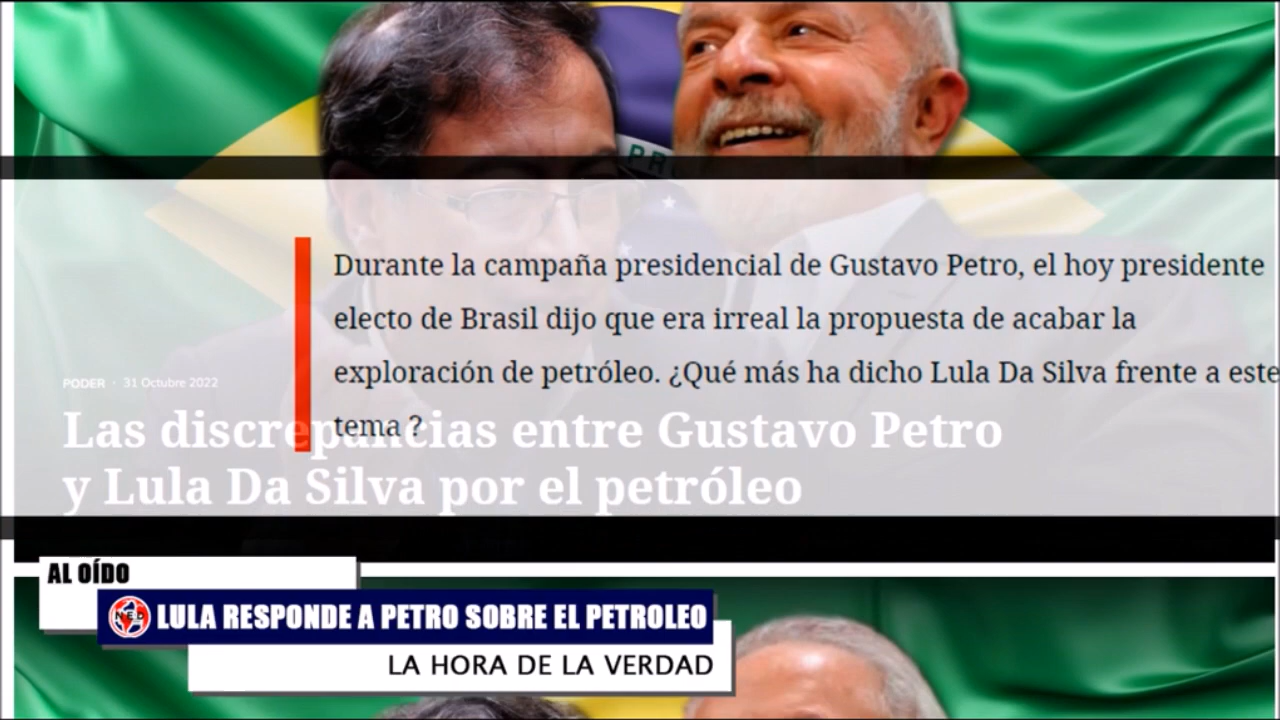 PR
Durante la campaña presidencial de Gustavo Petro, el hoy presidente
electo de Brasil dijo que era irreal la propuesta de acabar la
exploración de petróleo. ¿Qué más ha dicho Lula Da Silva frente a este
tema ?
PODER · 31 Octubre 2022
Las discrepancias entre Gustavo Petro
y Lula Da Silva por el petróleo
AL OÍDO
LULA RESPONDE A PETRO SOBRE EL PETROLEO
LA HORA DE LA VERDAD